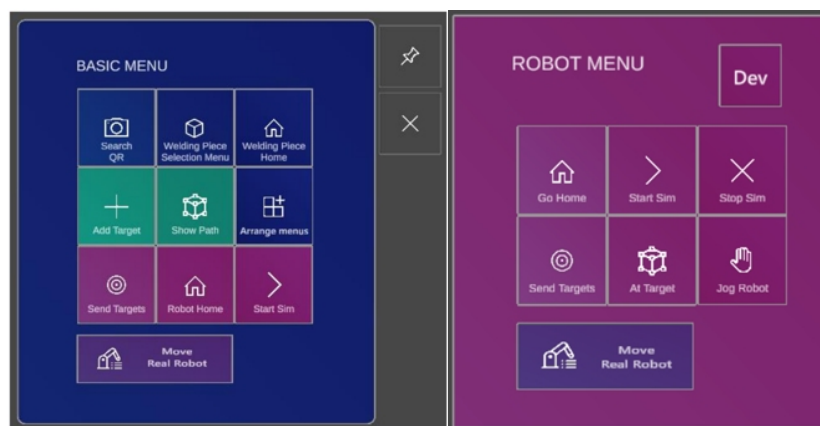 BASIC MENU
Search
QR
Welding Piece
Selection Menu
Welding Piece
Home
Add Target
Show Path
Arrange menus
Send Targets
Robot Home
Start Sim
Move
Real Robot
ROBOT MENU
Dev
Go Home
Start Sim
Stop Sim
Send Targets
At Target
Jog Robot
Move
Real Robot